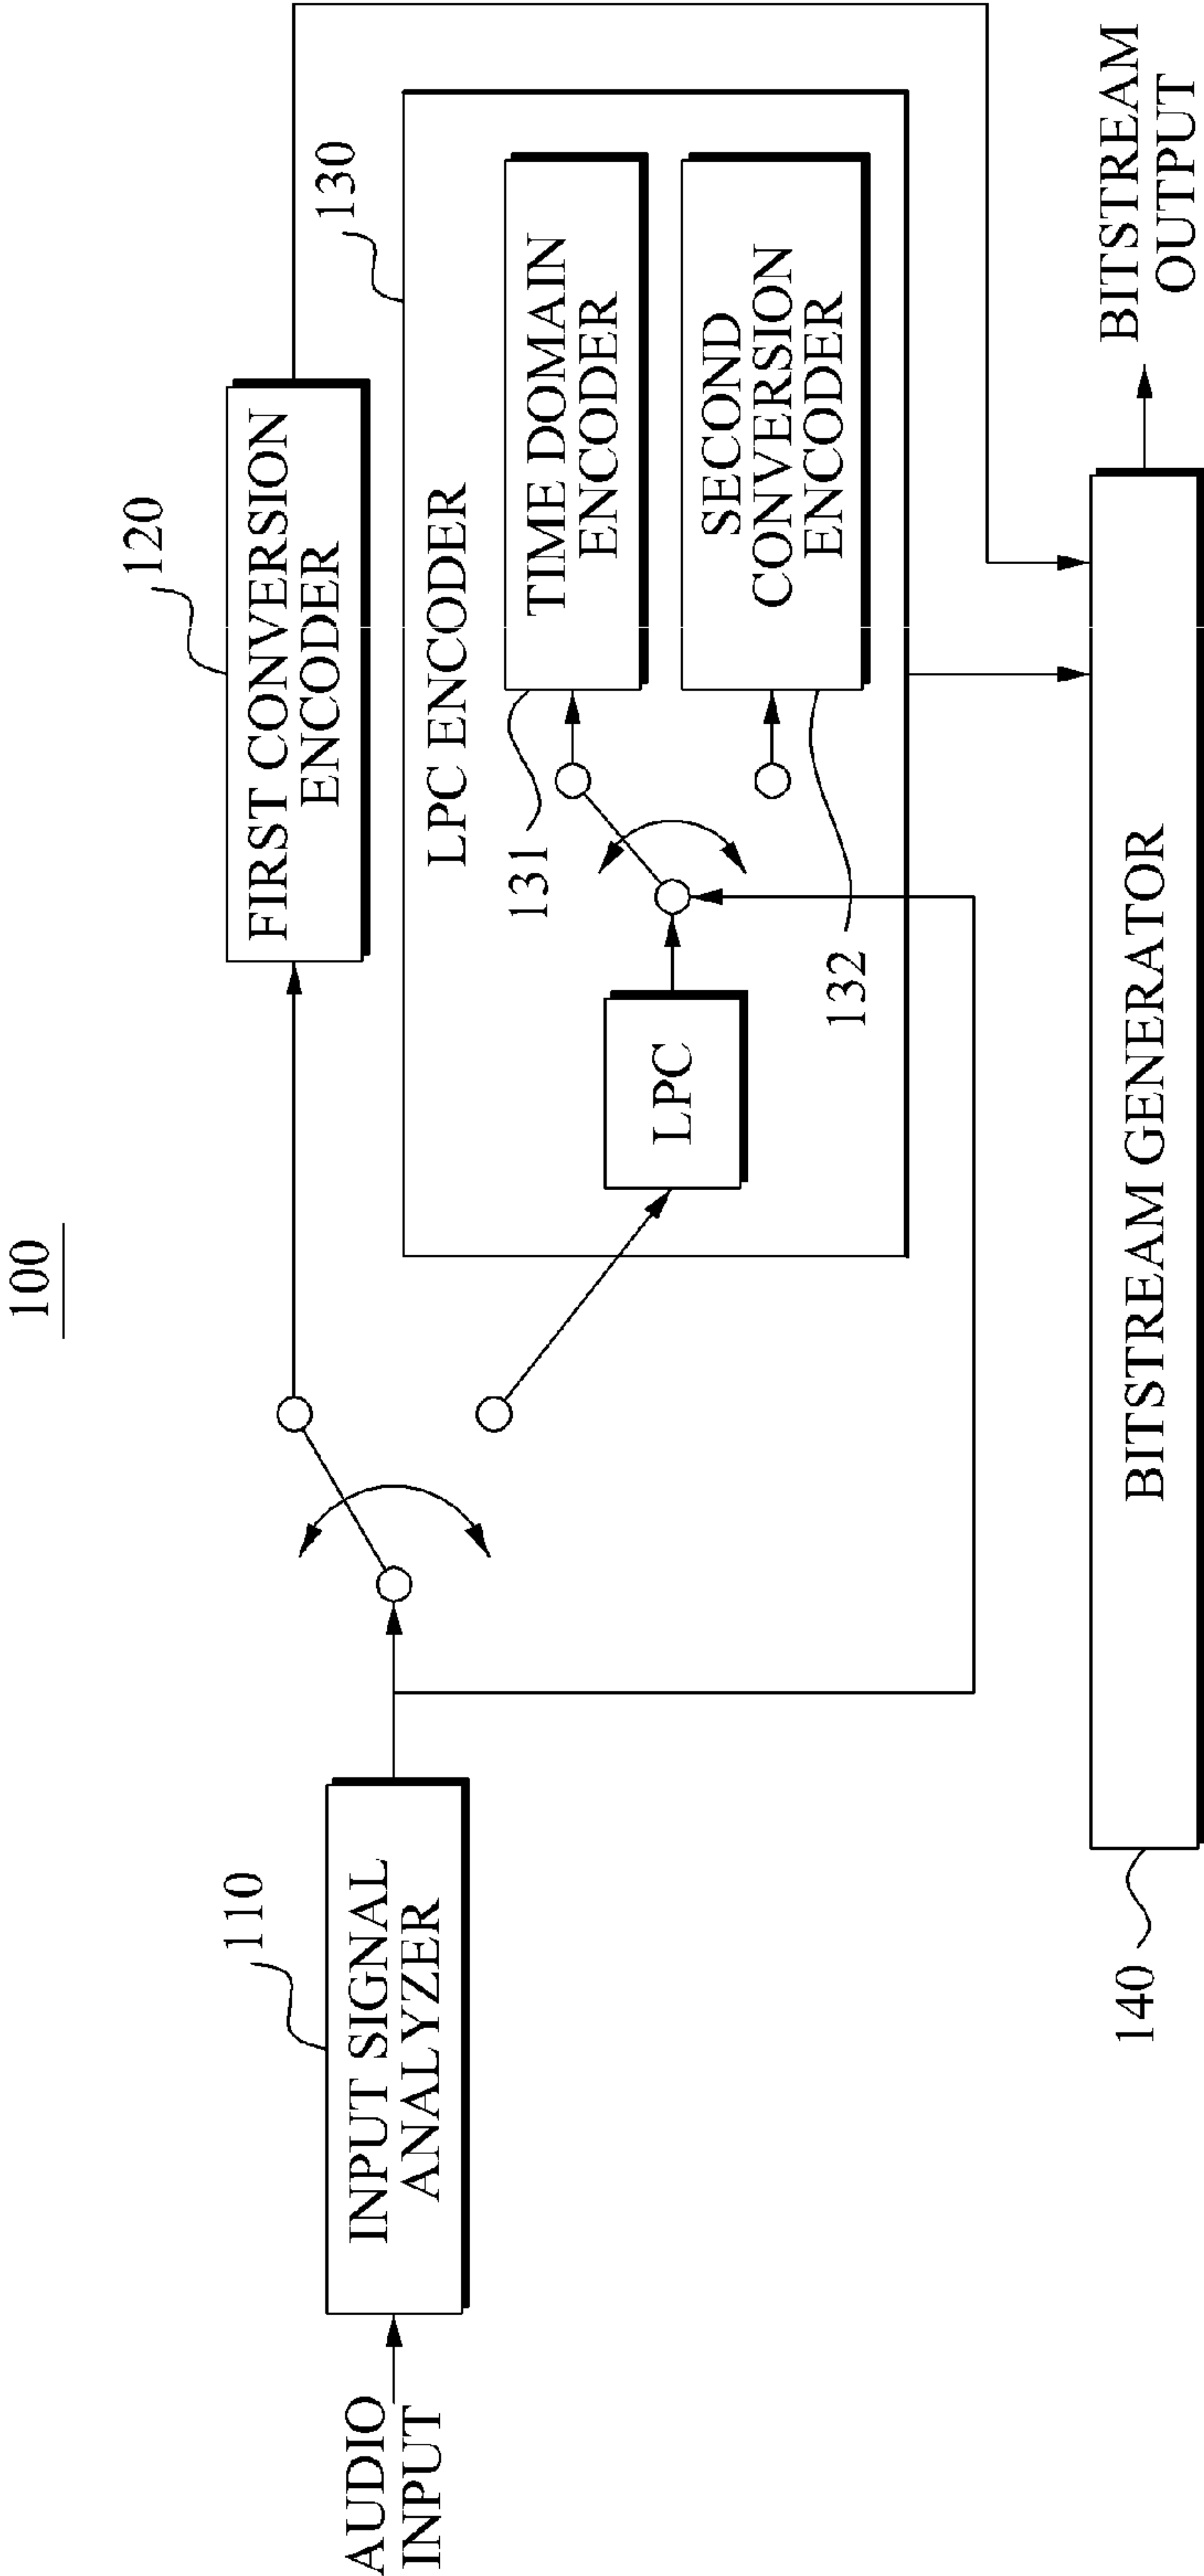 100
AUDIO
INPUT
110
INPUT SIGNAL
ANALYZER
120
FIRST CONVERSION
ENCODER
130
LPC ENCODER
LPC
131
TIME DOMAIN
ENCODER
132
SECOND
CONVERSION
ENCODER
140
BITSTREAM GENERATOR
BITSTREAM
OUTPUT